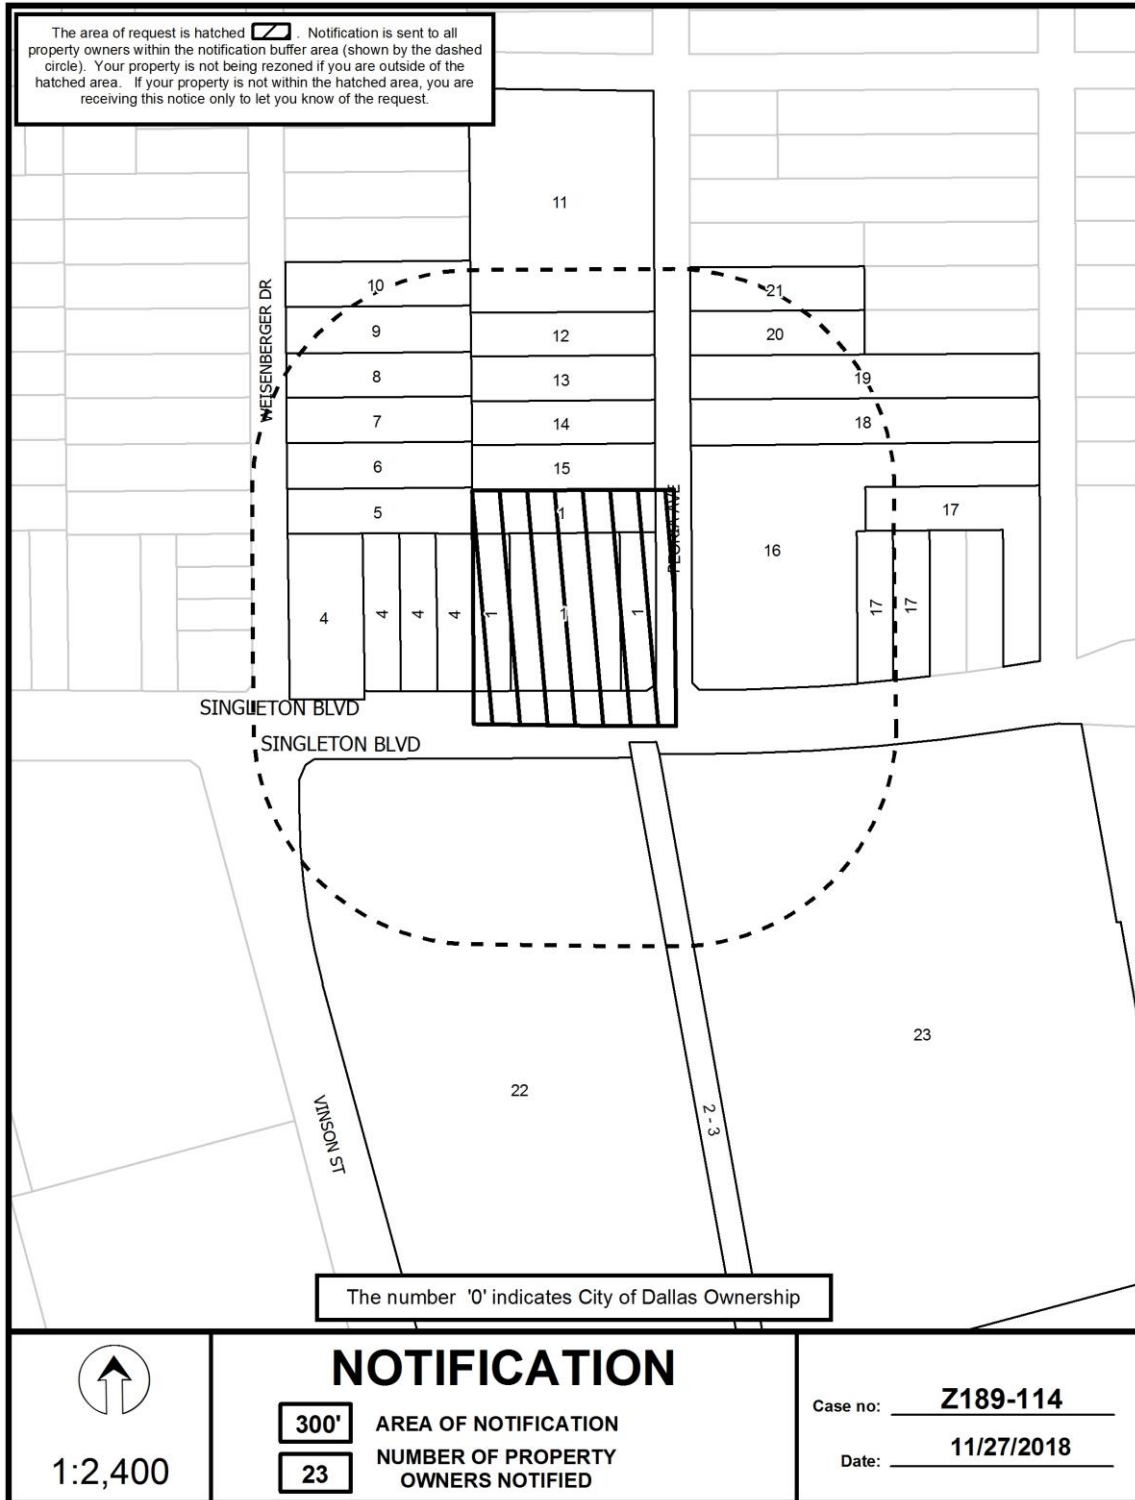 The area of request is hatched . Notification is sent to all
property owners within the notification buffer area (shown by the dashed
circle). Your property is not being rezoned if you are outside of the
hatched area. If your property is not within the hatched area, you are
receiving this notice only to let you know of the request.
11
10
21
9
12
20
WEISENBERGER DR
8
13
19
7
14
18
6
15
5
1
PEORIA AVE
17
16
4
4
4
4
1
1
1
17
17
SINGLETON BLVD
SINGLETON BLVD
23
22
2 - 3
VINSON ST
The number '0' indicates City of Dallas Ownership
1:2,400
NOTIFICATION
300' AREA OF NOTIFICATION
23 NUMBER OF PROPERTY
OWNERS NOTIFIED
Case no: Z189-114
Date: 11/27/2018